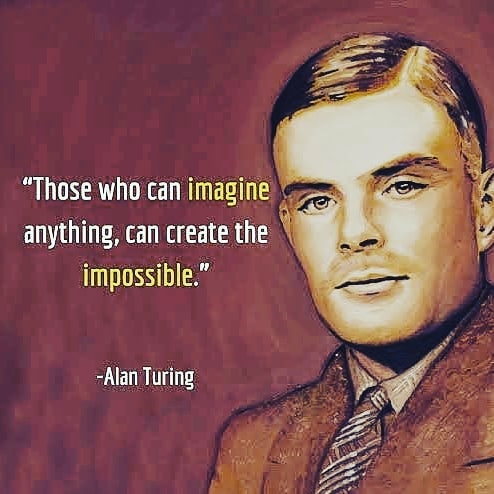 “Those who can imagine
anything, can create the
impossible.”
-Alan Turing